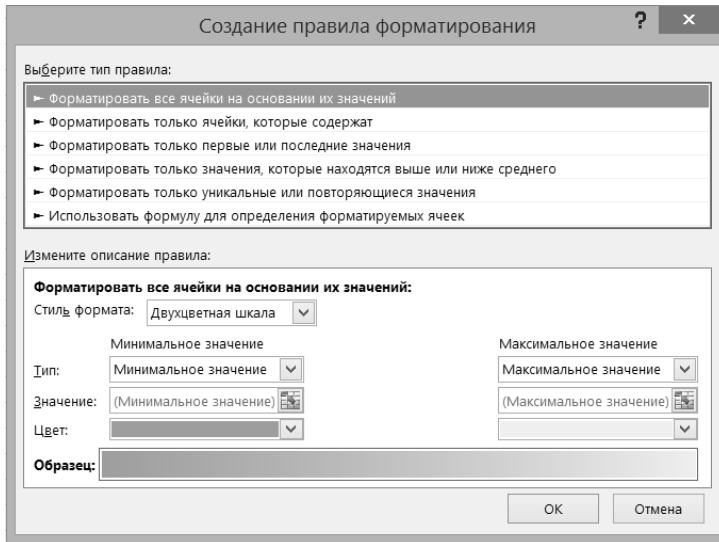 Создание правила форматирования ? ×
Выберите тип правила:
► Форматировать все ячейки на основании их значений
► Форматировать только ячейки, которые содержат
► Форматировать только первые или последние значения
► Форматировать только значения, которые находятся выше или ниже среднего
► Форматировать только уникальные или повторяющиеся значения
► Использовать формулу для определения форматируемых ячеек
Измените описание правила:
Форматировать все ячейки на основании их значений:
Стиль формата: Двухцветная шкала
Минимальное значение Максимальное значение
Тип: Минимальное значение Максимальное значение
Значение: (Минимальное значение) (Максимальное значение)
Цвет:
Образец:
ОК Отмена